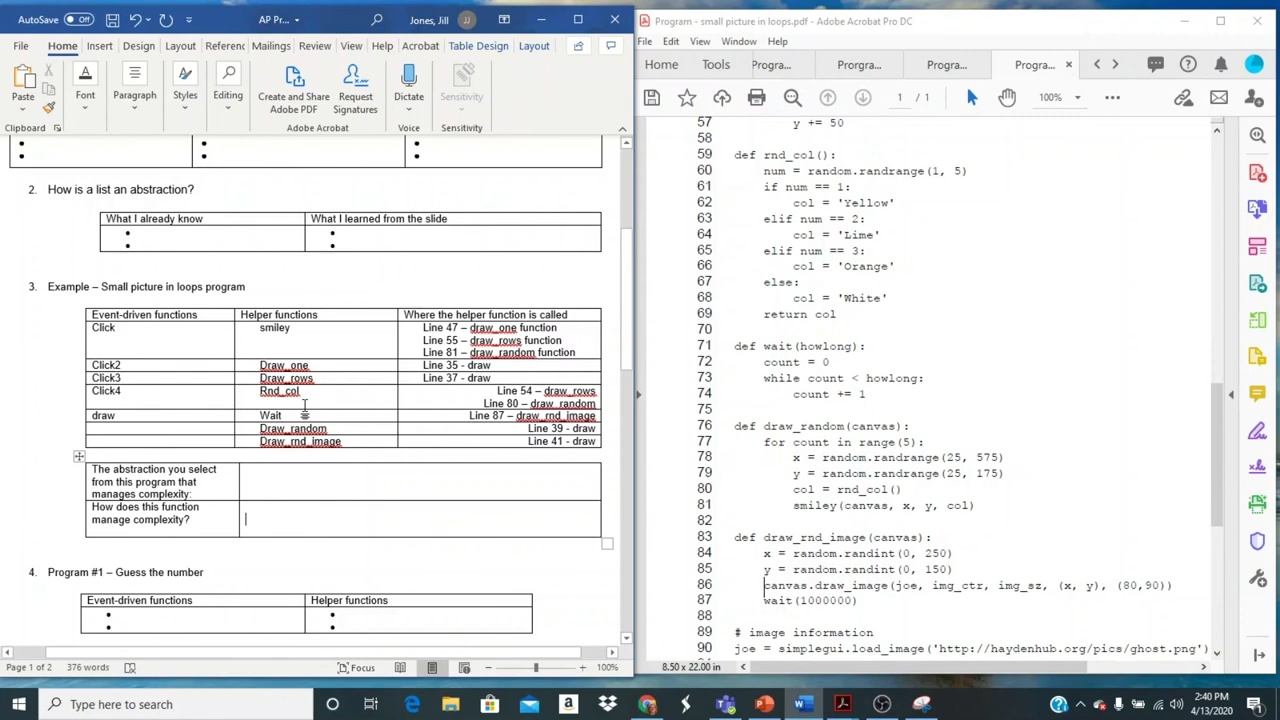 AutoSave Off AP Pr... Jones, Jill JJ
File Home Insert Design Layout Referenc Mailings Review View Help Acrobat Table Design Layout
Paste Font Paragraph Styles Editing Create and Share Adobe PDF Request Signatures Dictate Sensitivity
Clipboard Adobe Acrobat Voice Sensitivity
2. How is a list an abstraction?
What I already know What I learned from the slide
3. Example – Small picture in loops program
Event-driven functions Helper functions Where the helper function is called
Click smiley Line 47 – draw_one function
Line 55 – draw_rows function
Line 81 – draw_random function
Click2 Draw_one Line 35 - draw
Click3 Draw_rows Line 37 - draw
Click4 Rnd_col Line 54 – draw_rows
Line 80 – draw_random
draw Wait Line 87 – draw_rnd_image
Draw_random Line 39 - draw
Draw_rnd_image Line 41 - draw
The abstraction you select
from this program that
manages complexity:
How does this function
manage complexity?
4. Program #1 – Guess the number
Event-driven functions Helper functions
Page 1 of 2 376 words Focus 100%
Program - small picture in loops.pdf - Adobe Acrobat Pro DC
File Edit View Window Help
Home Tools Progra... Prorgra... Progra... Progra...
1 / 1 100%
57 y += 50
58
59 def rnd_col():
60 num = random.randrange(1, 5)
61 if num == 1:
62 col = 'Yellow'
63 elif num == 2:
64 col = 'Lime'
65 elif num == 3:
66 col = 'Orange'
67 else:
68 col = 'White'
69 return col
70
71 def wait(howlong):
72 count = 0
73 while count < howlong:
74 count += 1
75
76 def draw_random(canvas):
77 for count in range(5):
78 x = random.randrange(25, 575)
79 y = random.randrange(25, 175)
80 col = rnd_col()
81 smiley(canvas, x, y, col)
82
83 def draw_rnd_image(canvas):
84 x = random.randint(0, 250)
85 y = random.randint(0, 150)
86 canvas.draw_image(joe, img_ctr, img_sz, (x, y), (80,90))
87 wait(1000000)
88
89 # image information
90 joe = simplegui.load_image('http://haydenhub.org/pics/ghost.png')
8.50 x 22.00 in
Type here to search
2:40 PM
4/13/2020